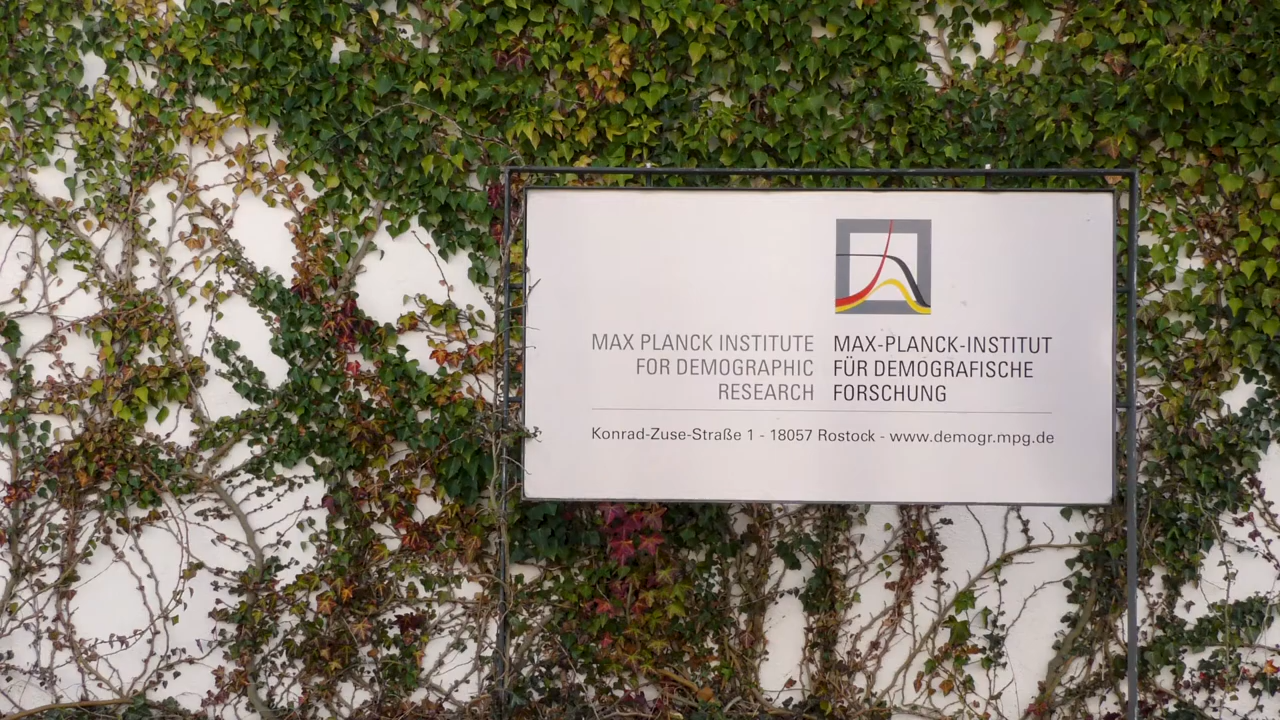 MAX PLANCK INSTITUTE
FOR DEMOGRAPHIC
RESEARCH
MAX-PLANCK-INSTITUT
FÜR DEMOGRAFISCHE
FORSCHUNG
Konrad-Zuse-Straße 1 - 18057 Rostock - www.demogr.mpg.de